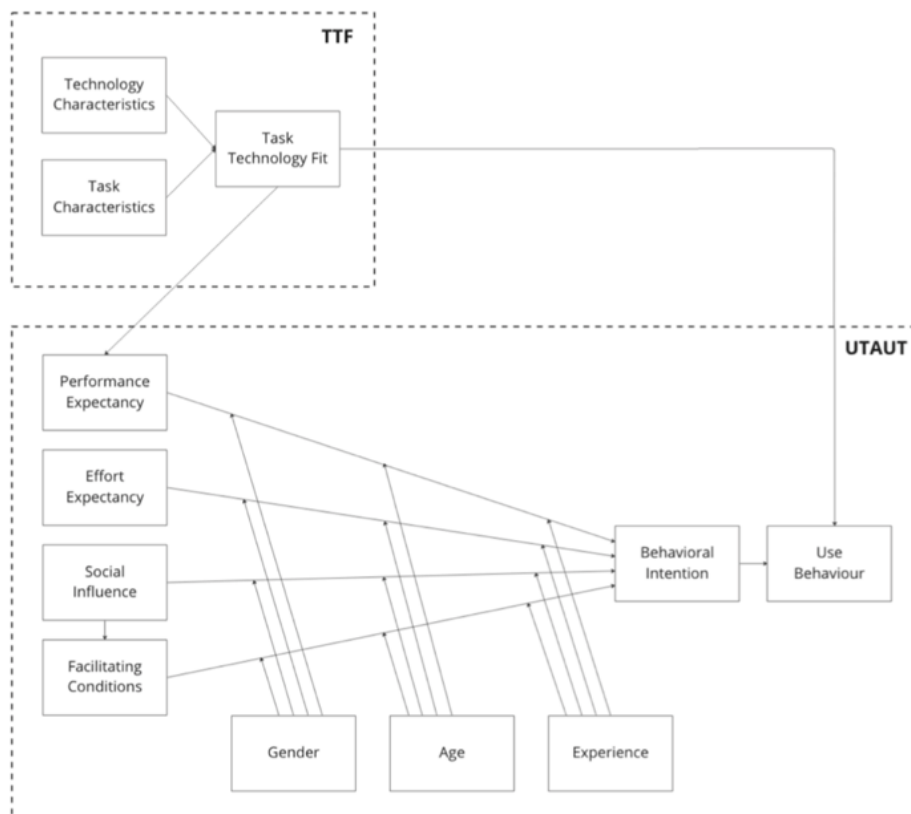 TTF
Technology
Characteristics
Task
Technology Fit
Task
Characteristics
UTAUT
Performance
Expectancy
Effort
Expectancy
Social
Influence
Behavioral
Intention
Use
Behaviour
Facilitating
Conditions
Gender
Age
Experience